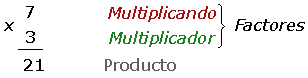 7 Multiplicando
x 3 Multiplicador Factores
21 Producto